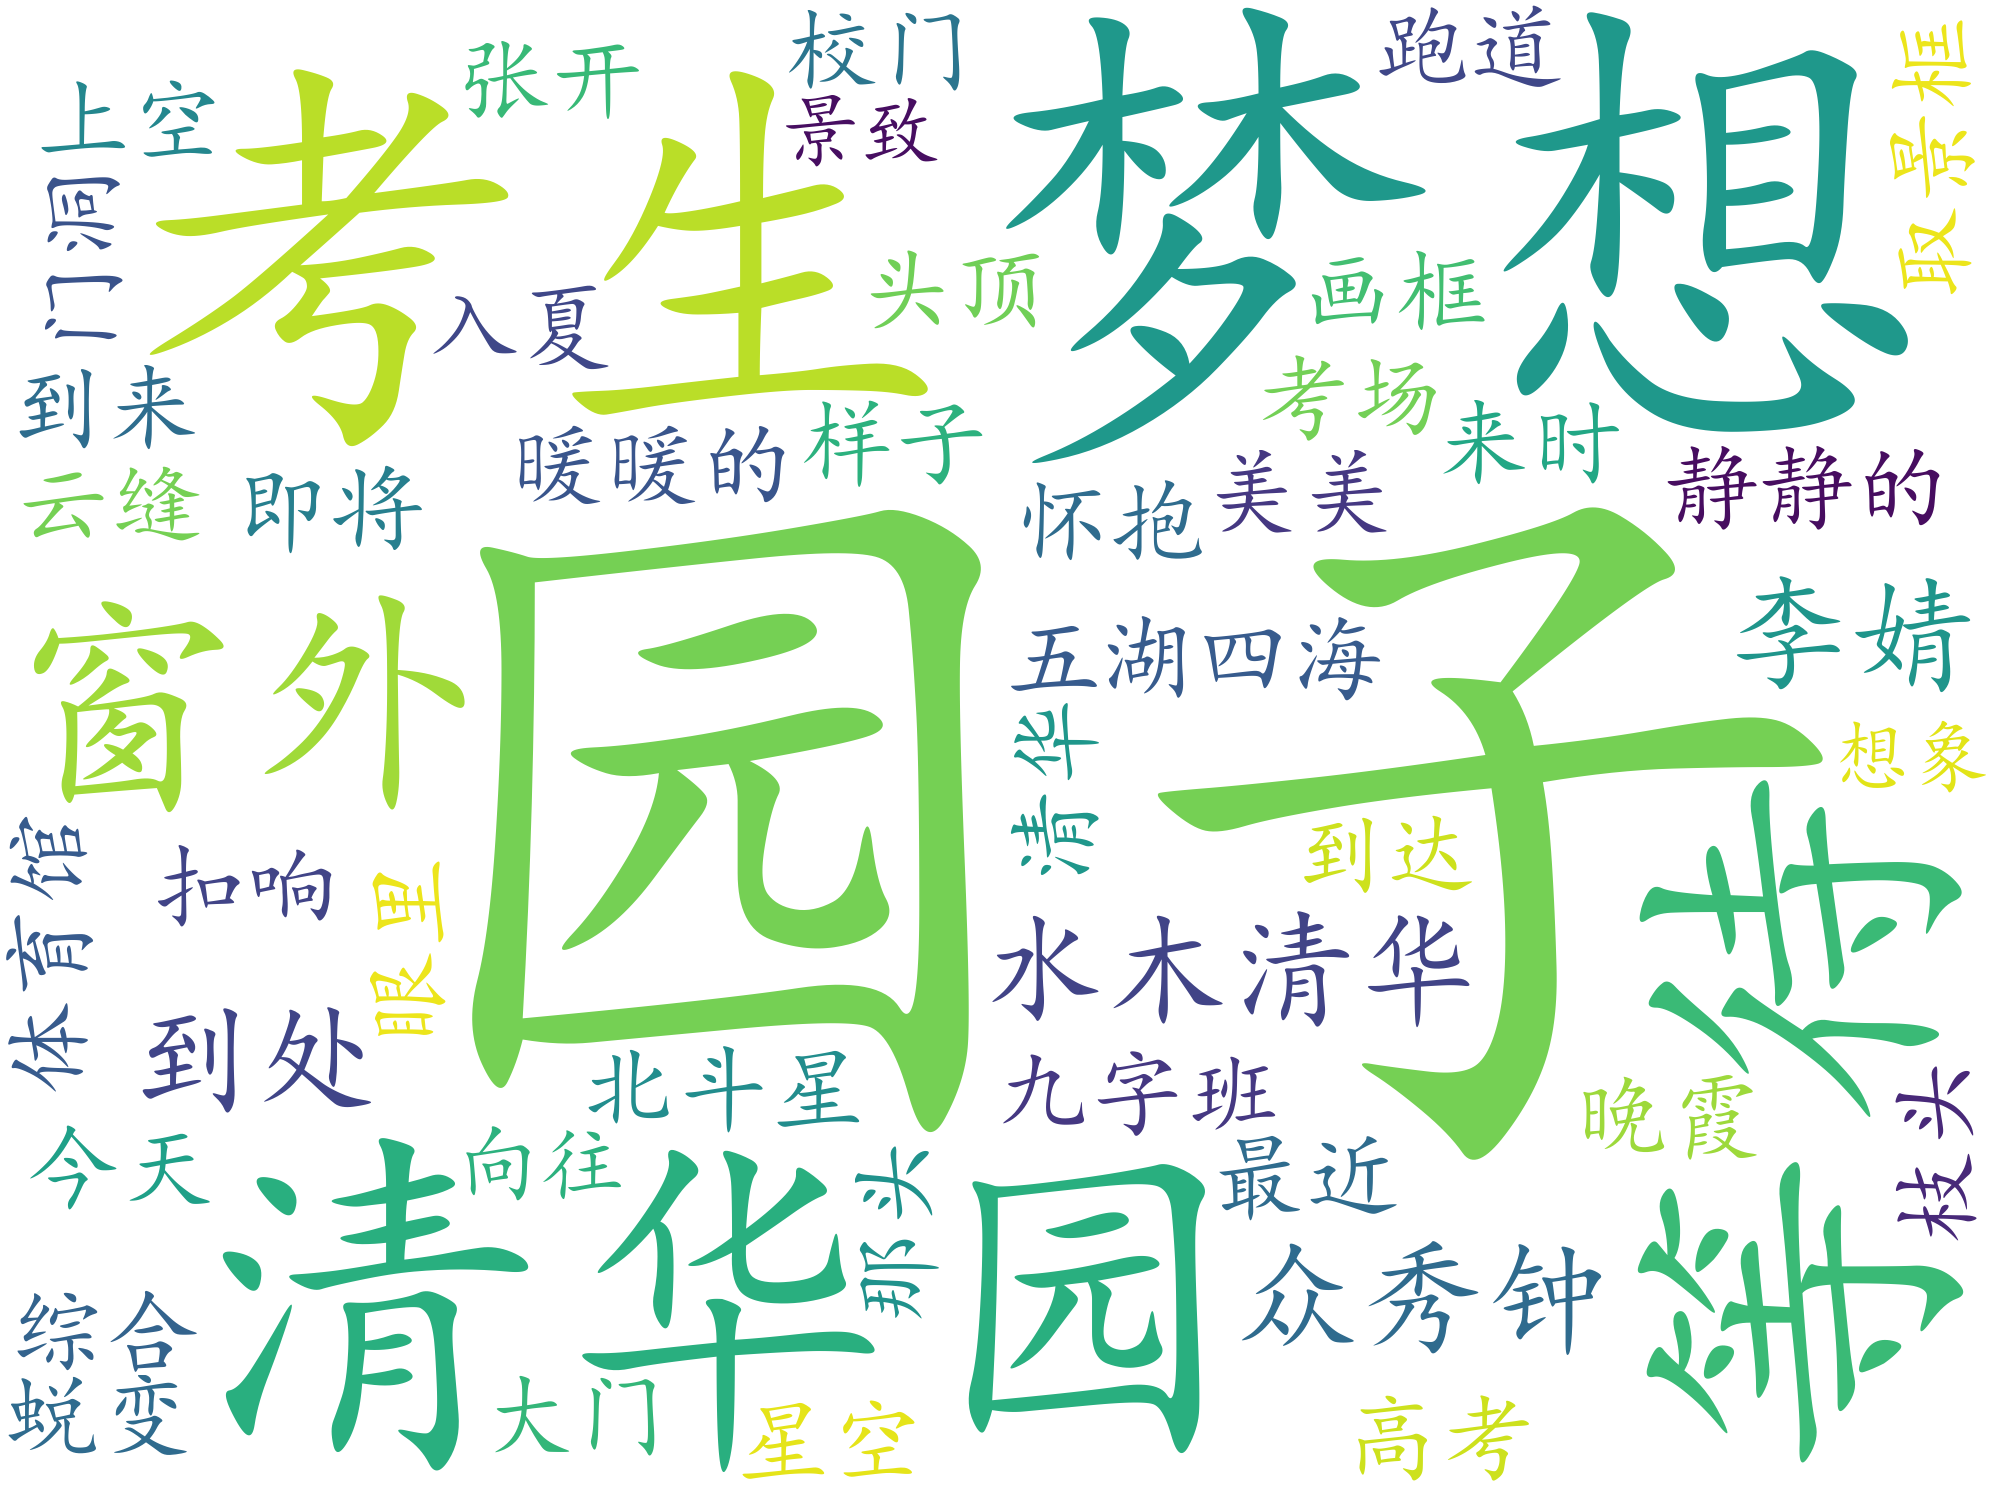 校门
跑道
张开
取景框
上空
考生
梦想
景致
门洞
头顶
画框
入夏
考场
到来
样子
来时
暖暖的
美美
静静的
云缝
即将
怀抱
园子
窗外
五湖四海
李婧
清华
想象
等待
体育馆
扣响
到达
眼里
水木清华
到处
北斗星
九字班
晚霞
枝头
今天
向往
最近
清华园
那头
众秀钟
综合
蜕变
大门
星空
高考